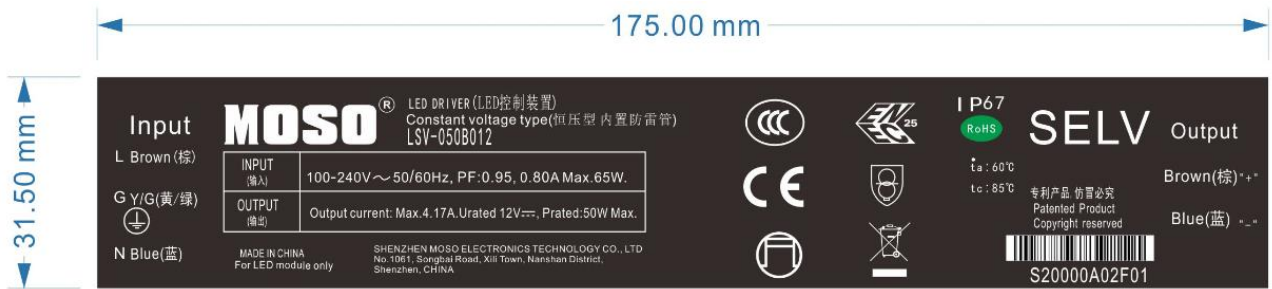 175.00 mm
31.50 mm
Input
L Brown(棕)
G Y/G(黄/绿)
N Blue(蓝)
MOSO®
LED DRIVER(LED控制装置)
Constant voltage type(恒压型 内置防雷管)
LSV-050B012
INPUT
(输入)
100-240V～50/60Hz, PF:0.95, 0.80A Max.65W.
OUTPUT
(输出)
Output current: Max.4.17A.Urated 12V⎓, Prated:50W Max.
MADE IN CHINA
For LED module only
SHENZHEN MOSO ELECTRONICS TECHNOLOGY CO., LTD
No.1061, Songbai Road, Xili Town, Nanshan District,
Shenzhen, CHINA
CCC
CE
ENEC 25
IP67
RoHS
ta:60℃
tc:85℃
SELV
专利产品 仿冒必究
Patented Product
Copyright reserved
S20000A02F01
Output
Brown(棕)"+"
Blue(蓝) "-"